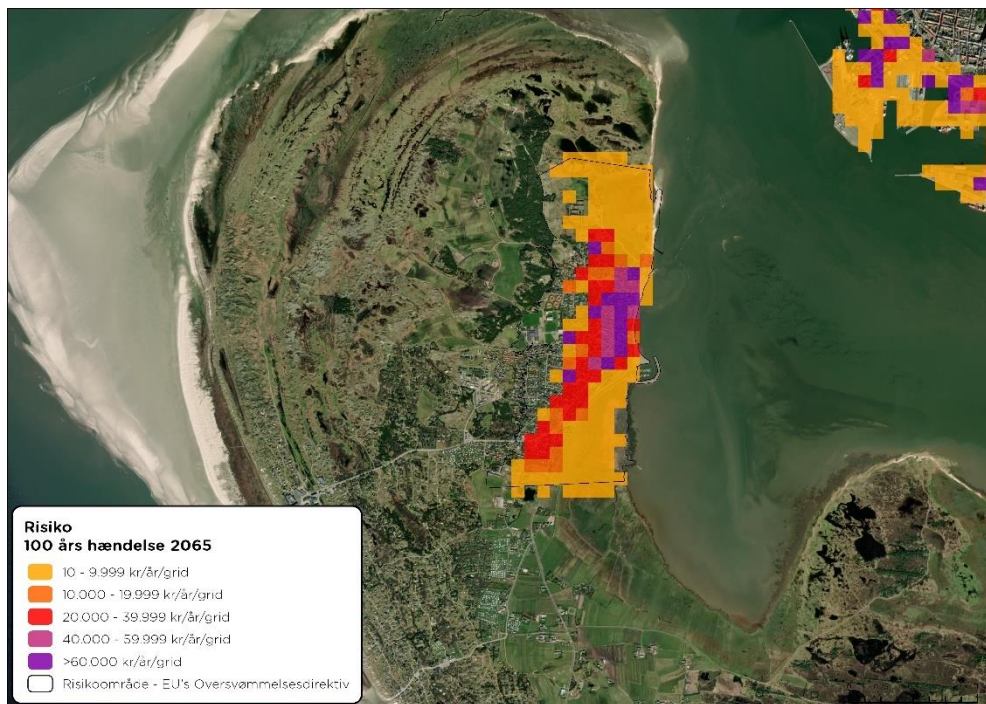 Risiko
100 års hændelse 2065
10 - 9.999 kr/år/grid
10.000 - 19.999 kr/år/grid
20.000 - 39.999 kr/år/grid
40.000 - 59.999 kr/år/grid
>60.000 kr/år/grid
Risikoområde - EU's Oversvømmelsesdirektiv